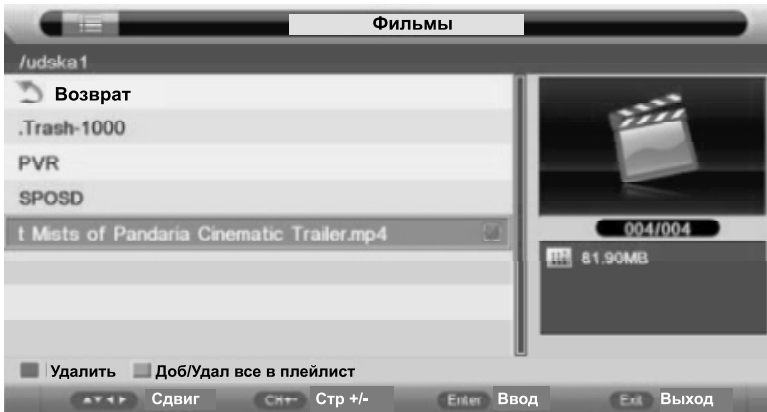 Фильмы
/udska1
Возврат
.Trash-1000
PVR
SPOSD
t Mists of Pandaria Cinematic Trailer.mp4
004/004
81.90MB
Удалить Доб/Удал все в плейлист
Сдвиг CH+- Стр +/- Enter Ввод Exit Выход